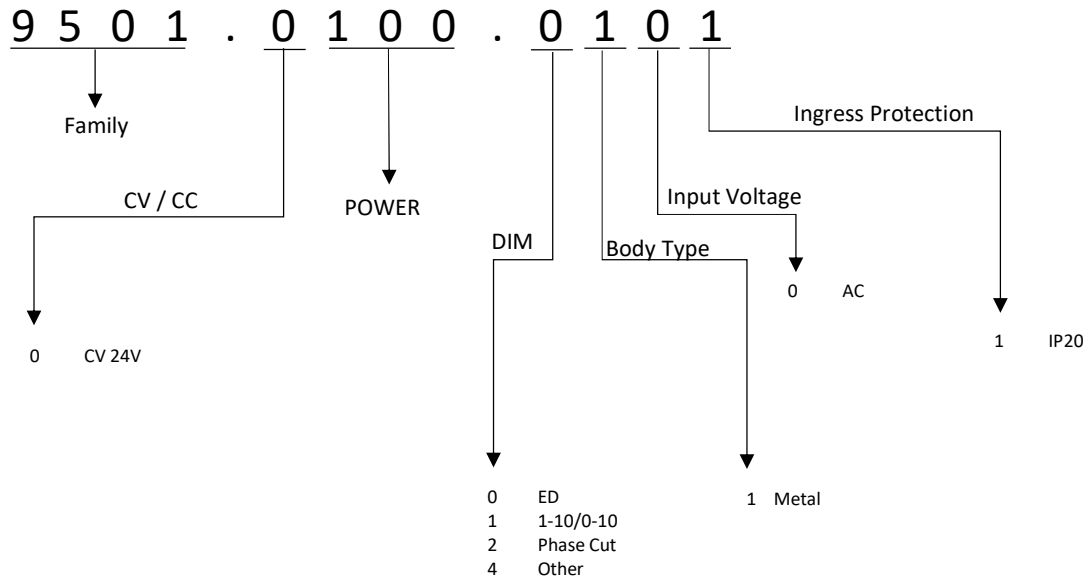 9501.0100.0101
Family
Ingress Protection
CV / CC
POWER
Input Voltage
DIM
Body Type
0 AC
1 IP20
0 CV 24V
0 ED
1 1-10/0-10
2 Phase Cut
4 Other
1 Metal